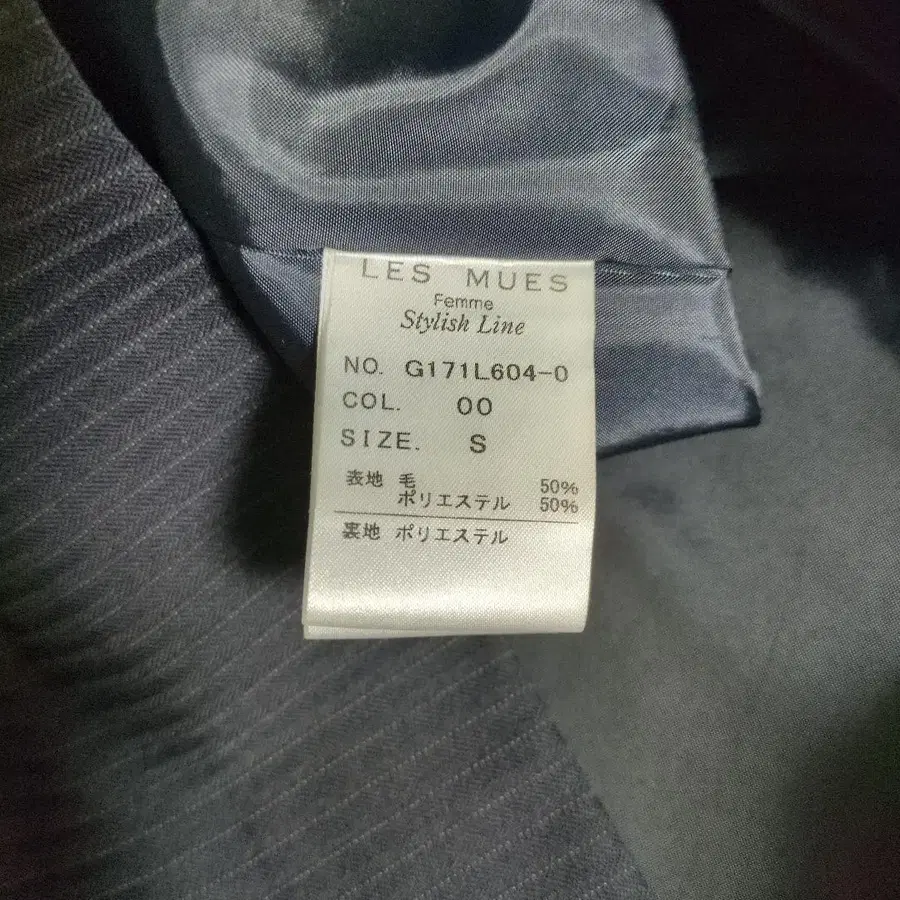 LES MUES
Femme
Stylish Line
NO. G171L604-0
COL. 00
SIZE. S
表地 毛 50%
ポリエステル 50%
裏地 ポリエステル